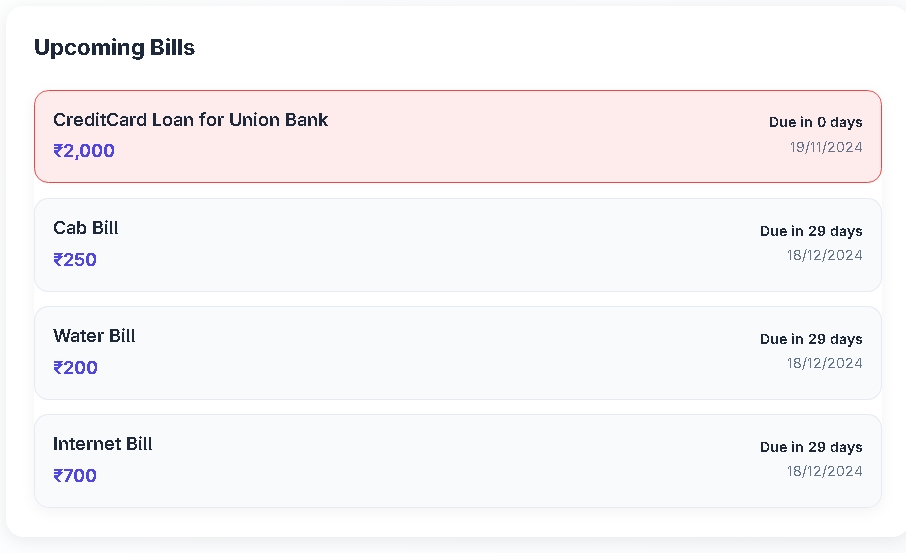 Upcoming Bills
CreditCard Loan for Union Bank
Due in 0 days
₹2,000
19/11/2024
Cab Bill
Due in 29 days
₹250
18/12/2024
Water Bill
Due in 29 days
₹200
18/12/2024
Internet Bill
Due in 29 days
₹700
18/12/2024